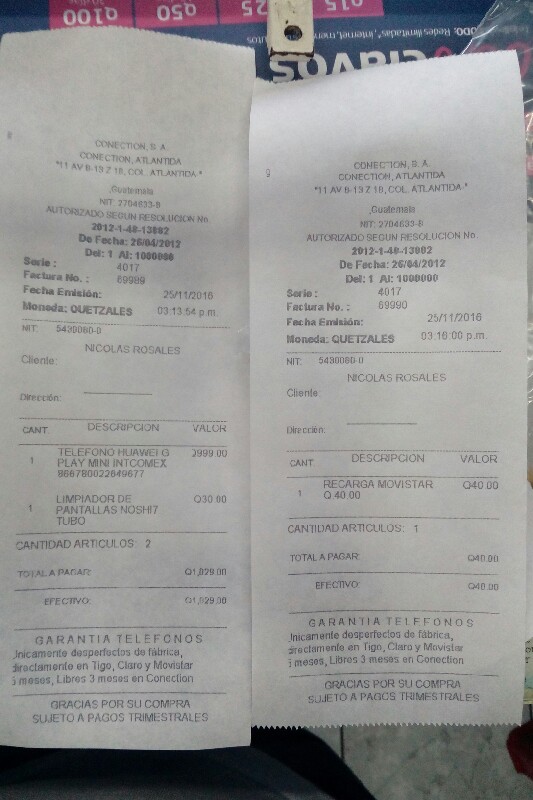 Q100
Q50
Q25
Q15
TODO: Redes ilimitadas*, Internet,
ctavos
CONECTION, S. A.
CONECTION, ATLANTIDA
"11 AV 8-13 Z 18, COL. ATLANTIDA "
,Guatemala
NIT: 2704633-8
AUTORIZADO SEGUN RESOLUCION No.
2012-1-48-13882
De Fecha: 26/04/2012
Del: 1 Al: 1000000
Serie : 4017
Factura No. : 69989
Fecha Emisión: 25/11/2016
Moneda: QUETZALES 03:13:54 p.m.
NIT: 5430080-0
NICOLAS ROSALES
Cliente:
Dirección:
CANT. DESCRIPCION VALOR
1 TELEFONO HUAWEI G Q999.00
PLAY MINI INTCOMEX
866780022649677
1 LIMPIADOR DE Q30.00
PANTALLAS NOSHI7
TUBO
CANTIDAD ARTICULOS: 2
TOTAL A PAGAR: Q1,029.00
EFECTIVO: Q1,029.00
GARANTIA TELEFONOS
Unicamente desperfectos de fábrica,
directamente en Tigo, Claro y Movistar
meses, Libres 3 meses en Conection
GRACIAS POR SU COMPRA
SUJETO A PAGOS TRIMESTRALES
9
CONECTION, S. A.
CONECTION, ATLANTIDA
"11 AV 8-13 Z 18, COL. ATLANTIDA "
,Guatemala
NIT: 2704633-8
AUTORIZADO SEGUN RESOLUCION No.
2012-1-48-13882
De Fecha: 26/04/2012
Del: 1 Al: 1000000
Serie : 4017
Factura No. : 69990
Fecha Emisión: 25/11/2016
Moneda: QUETZALES 03:16:00 p.m.
NIT: 5430080-0
NICOLAS ROSALES
Cliente:
Dirección:
CANT. DESCRIPCION VALOR
1 RECARGA MOVISTAR Q40.00
Q 40.00
CANTIDAD ARTICULOS: 1
TOTAL A PAGAR: Q40.00
EFECTIVO: Q40.00
GARANTIA TELEFONOS
Unicamente desperfectos de fábrica,
directamente en Tigo, Claro y Movistar
meses, Libres 3 meses en Conection
GRACIAS POR SU COMPRA
SUJETO A PAGOS TRIMESTRALES